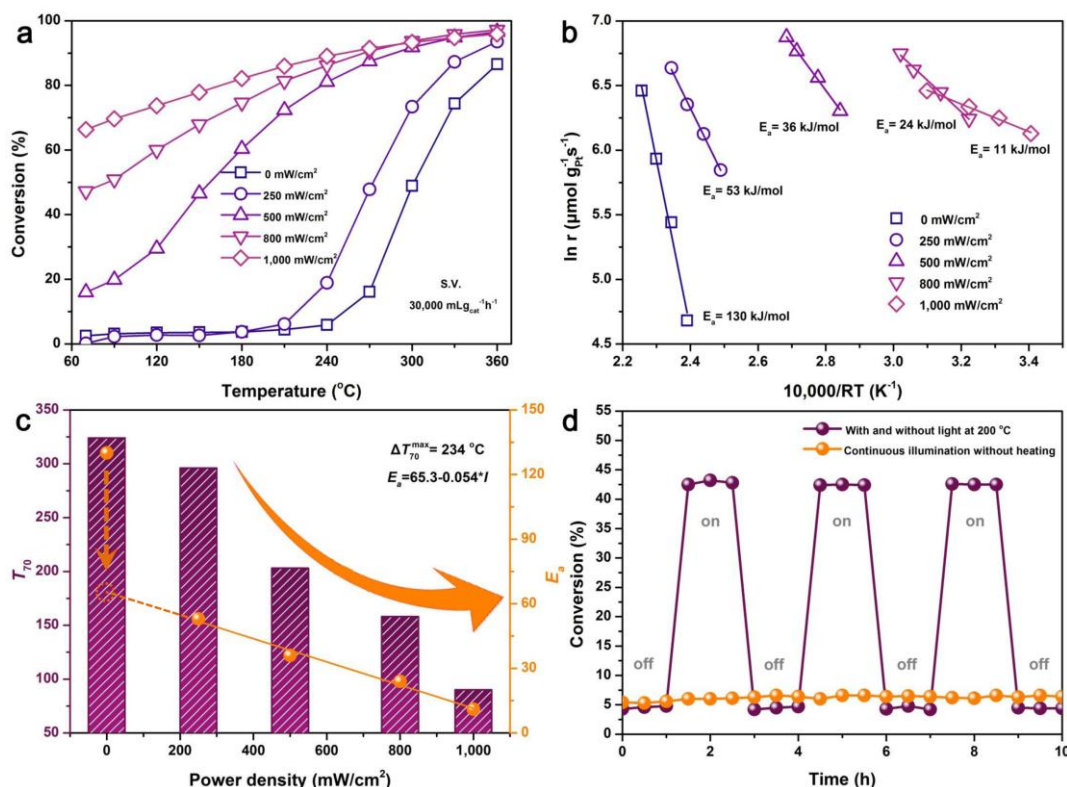 a
Conversion (%)
100
80
60
40
20
0
0 mW/cm²
250 mW/cm²
500 mW/cm²
800 mW/cm²
1,000 mW/cm²
S.V.
30,000 mLg_cat⁻¹h⁻¹
60 120 180 240 300 360
Temperature (°C)
b
ln r (µmol g_Pt⁻¹s⁻¹)
7.0
6.5
6.0
5.5
5.0
4.5
Eₐ = 36 kJ/mol
Eₐ = 24 kJ/mol
Eₐ = 11 kJ/mol
Eₐ = 53 kJ/mol
Eₐ = 130 kJ/mol
0 mW/cm²
250 mW/cm²
500 mW/cm²
800 mW/cm²
1,000 mW/cm²
2.2 2.4 2.6 2.8 3.0 3.2 3.4
10,000/RT (K⁻¹)
c
T₇₀
350
300
250
200
150
100
50
ΔT₇₀ᵐᵃˣ= 234 °C
Eₐ=65.3-0.054*I
150
120
90
60
30
0
Eₐ
0 200 400 600 800 1,000
Power density (mW/cm²)
d
Conversion (%)
55
50
45
40
35
30
25
20
15
10
5
0
With and without light at 200 °C
Continuous illumination without heating
on on on
off off off off
0 2 4 6 8 10
Time (h)